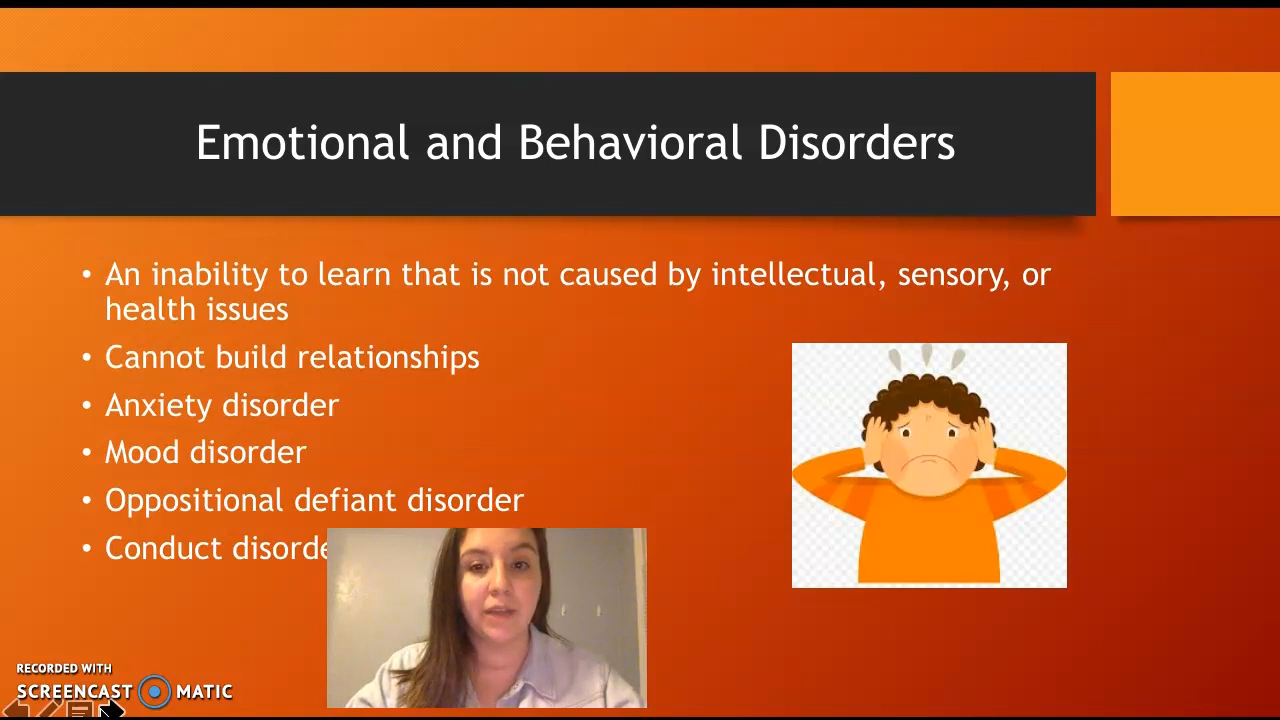 Emotional and Behavioral Disorders
• An inability to learn that is not caused by intellectual, sensory, or
health issues
• Cannot build relationships
• Anxiety disorder
• Mood disorder
• Oppositional defiant disorder
• Conduct disorde
RECORDED WITH
SCREENCAST MATIC